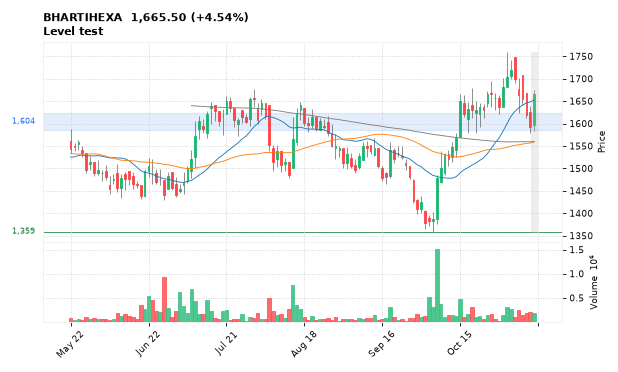 BHARTIHEXA 1,665.50 (+4.54%)
Level test
1750
1700
1650
1,604
1600
1550
1500
1450
1400
1,359
1350
Price
1.5
1.0
0.5
Volume 10⁶
May 22
Jun 22
Jul 21
Aug 18
Sep 16
Oct 15